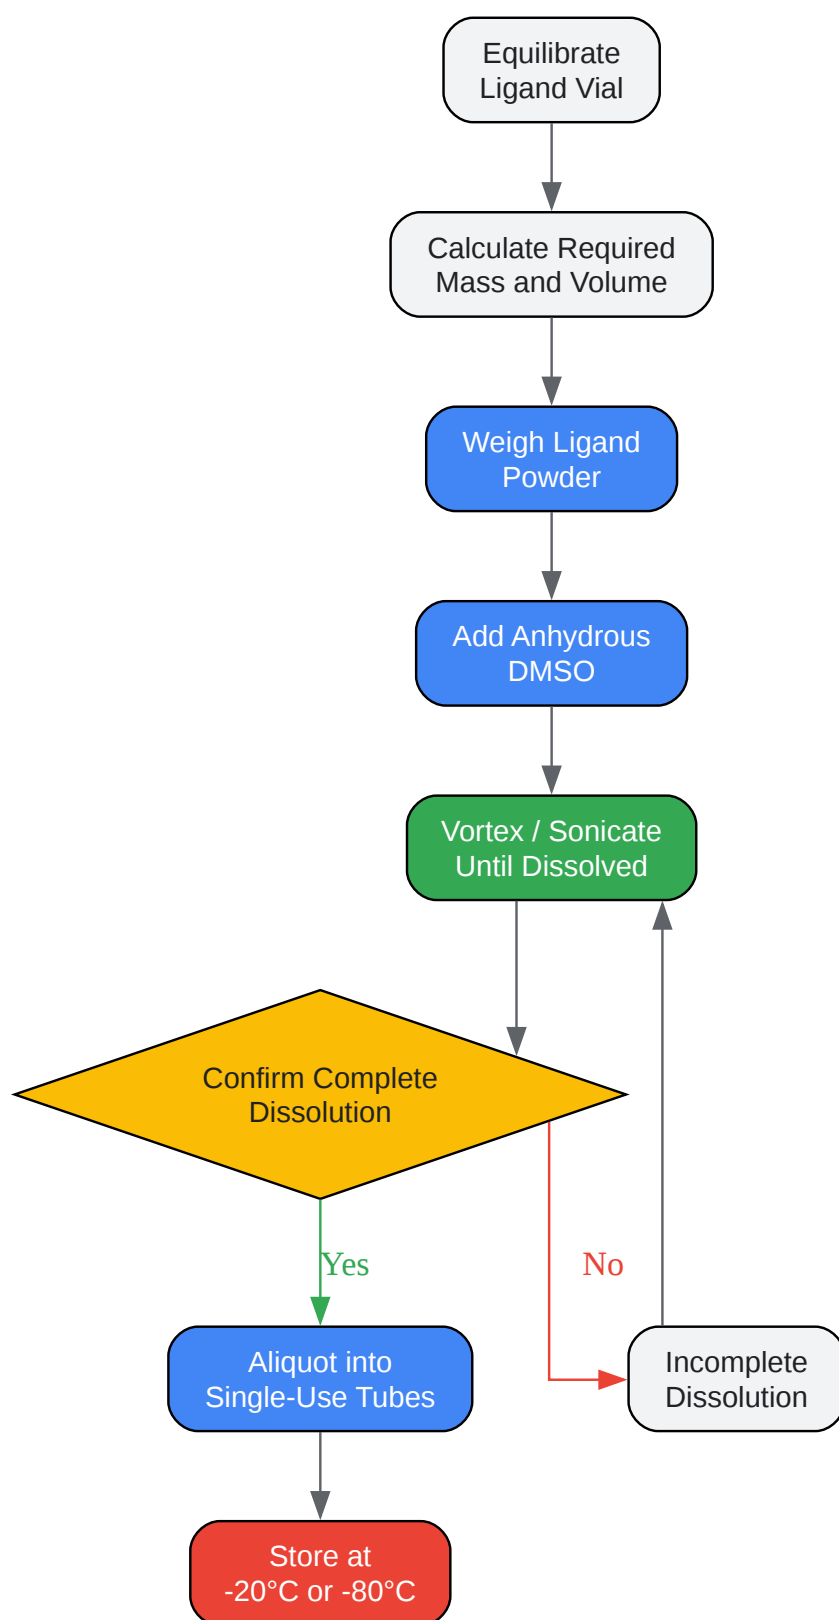 Equilibrate
Ligand Vial
Calculate Required
Mass and Volume
Weigh Ligand
Powder
Add Anhydrous
DMSO
Vortex / Sonicate
Until Dissolved
Confirm Complete
Dissolution
Yes
No
Aliquot into
Single-Use Tubes
Incomplete
Dissolution
Store at
-20°C or -80°C